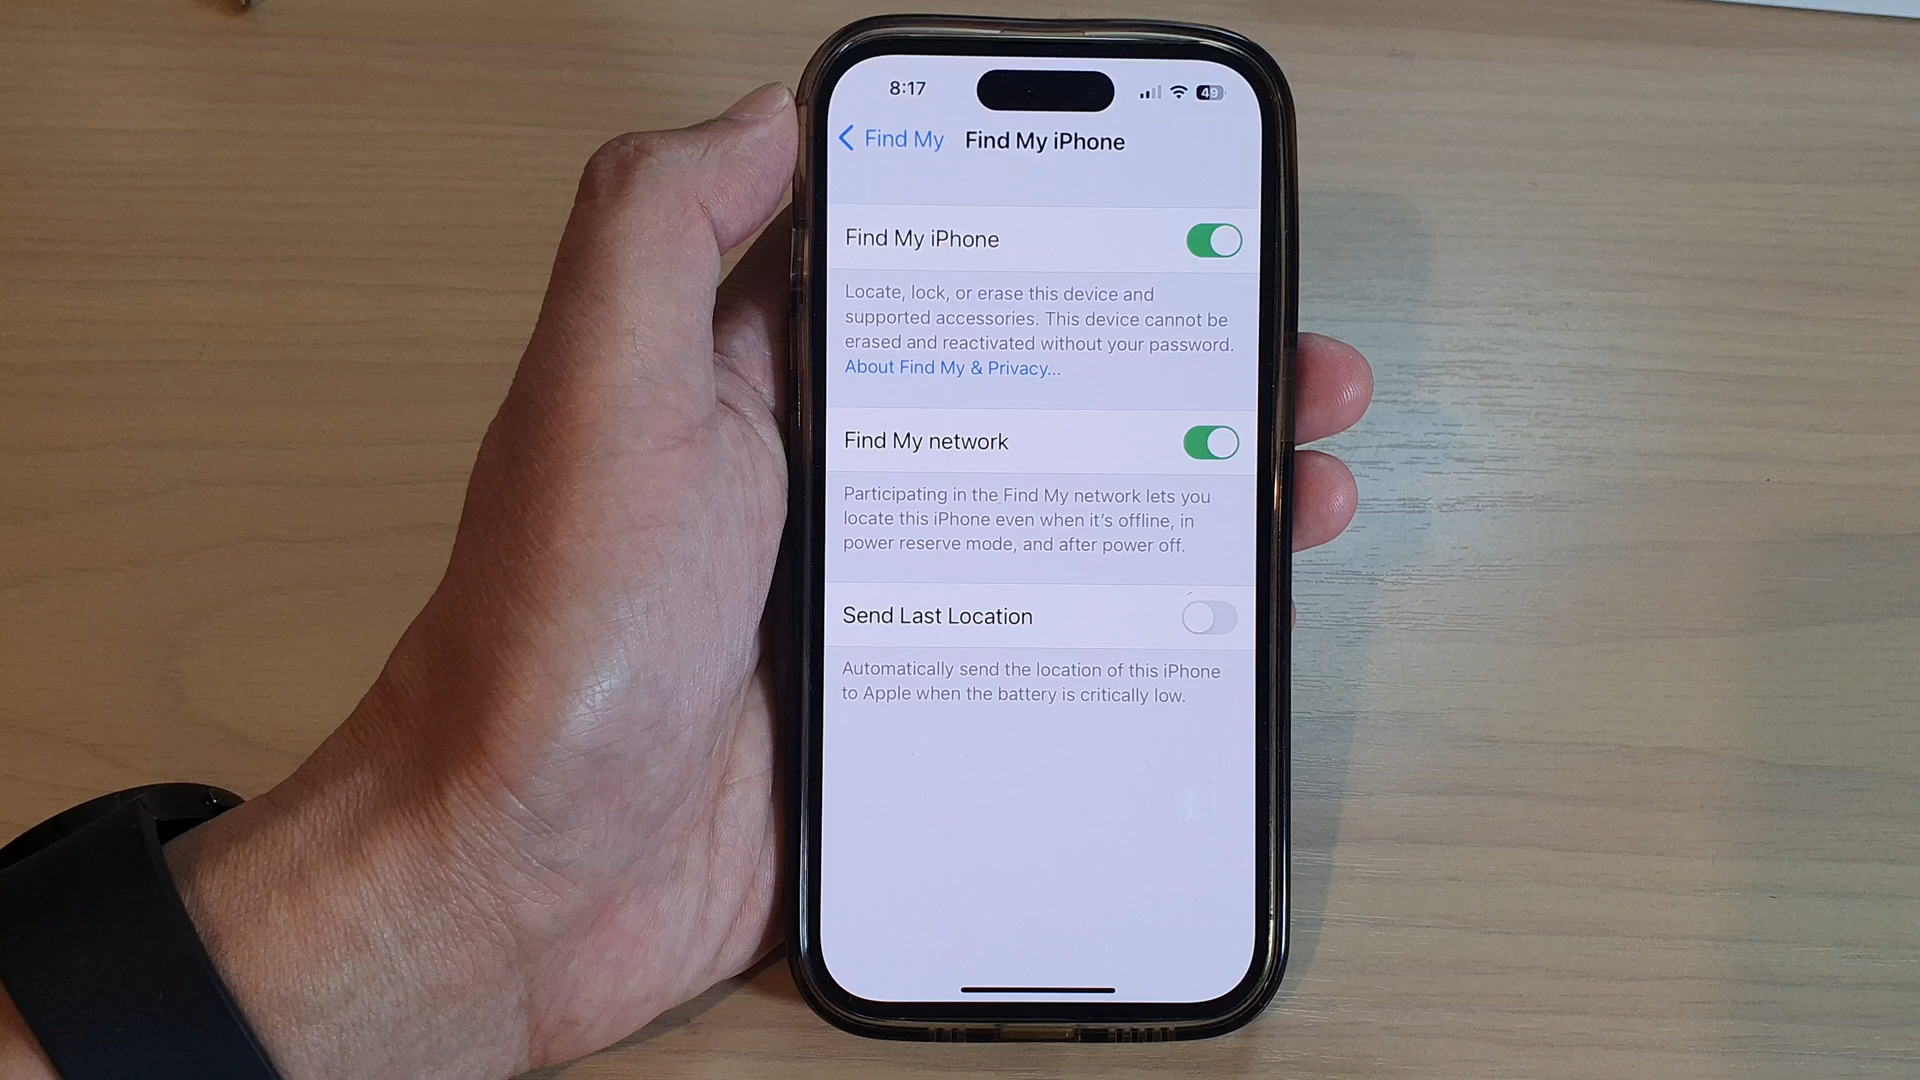 8:17
49
Find My
Find My iPhone
Find My iPhone
Locate, lock, or erase this device and
supported accessories. This device cannot be
erased and reactivated without your password.
About Find My & Privacy...
Find My network
Participating in the Find My network lets you
locate this iPhone even when it's offline, in
power reserve mode, and after power off.
Send Last Location
Automatically send the location of this iPhone
to Apple when the battery is critically low.